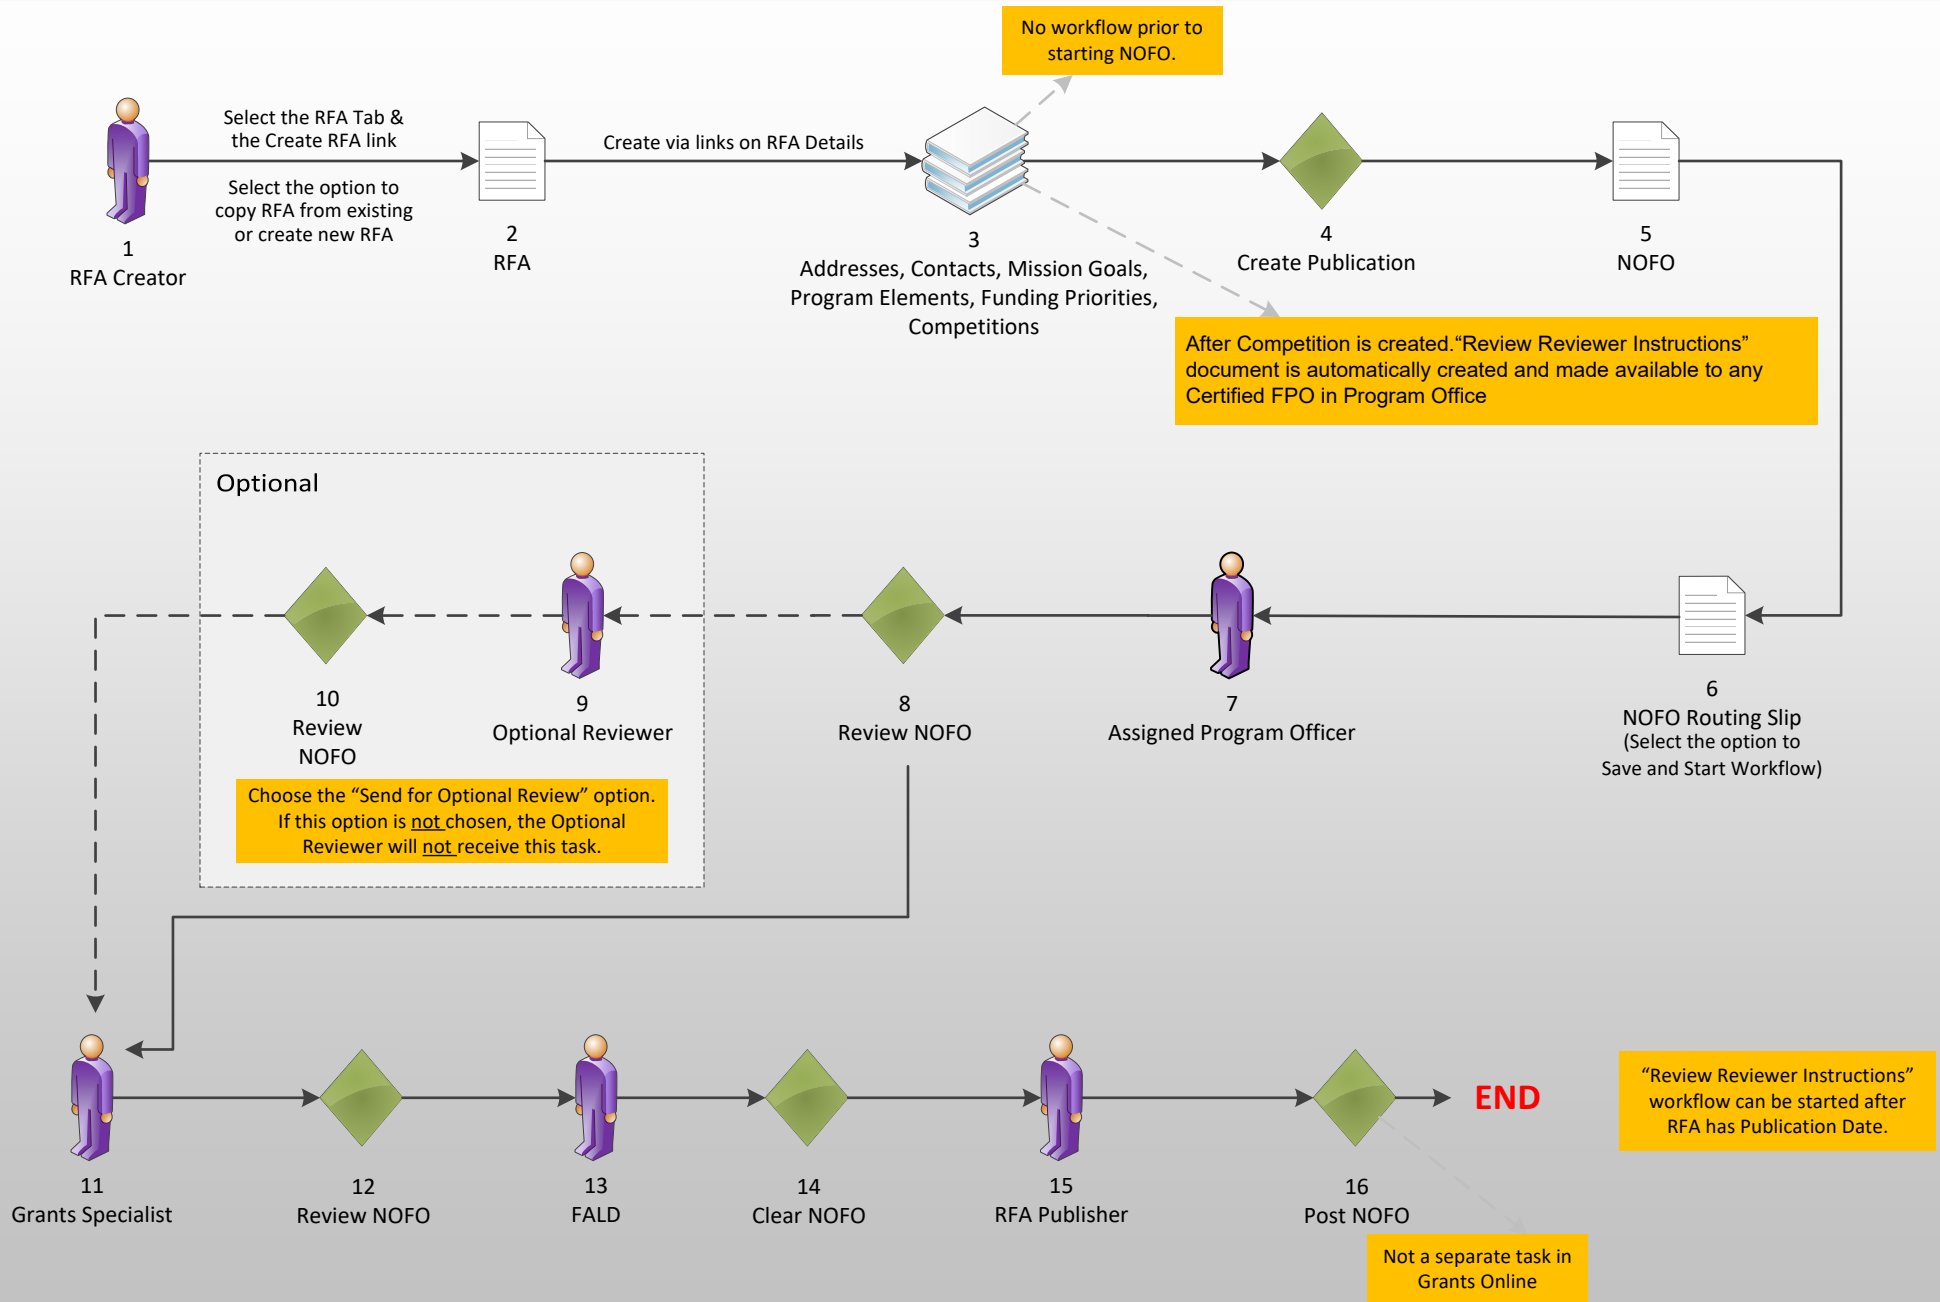 No workflow prior to
starting NOFO.
Select the RFA Tab &
the Create RFA link
Create via links on RFA Details
Select the option to
copy RFA from existing
or create new RFA
1
RFA Creator
2
RFA
3
Addresses, Contacts, Mission Goals,
Program Elements, Funding Priorities,
Competitions
4
Create Publication
5
NOFO
After Competition is created.“Review Reviewer Instructions”
document is automatically created and made available to any
Certified FPO in Program Office
Optional
10
Review
NOFO
9
Optional Reviewer
8
Review NOFO
7
Assigned Program Officer
6
NOFO Routing Slip
(Select the option to
Save and Start Workflow)
Choose the “Send for Optional Review” option.
If this option is not chosen, the Optional
Reviewer will not receive this task.
END
“Review Reviewer Instructions”
workflow can be started after
RFA has Publication Date.
11
Grants Specialist
12
Review NOFO
13
FALD
14
Clear NOFO
15
RFA Publisher
16
Post NOFO
Not a separate task in
Grants Online